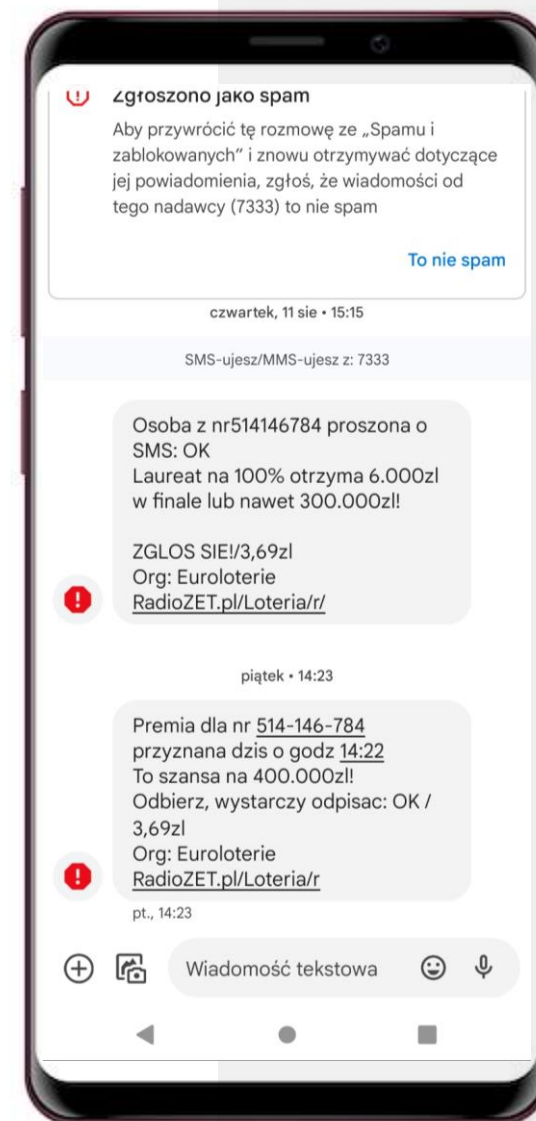 Zgłoszono jako spam
Aby przywrócić tę rozmowę ze „Spamu i
zablokowanych” i znowu otrzymywać dotyczące
jej powiadomienia, zgłoś, że wiadomości od
tego nadawcy (7333) to nie spam
To nie spam
czwartek, 11 sie • 15:15
SMS-ujesz/MMS-ujesz z: 7333
Osoba z nr514146784 proszona o
SMS: OK
Laureat na 100% otrzyma 6.000zl
w finale lub nawet 300.000zl!
ZGLOS SIE!/3,69zl
Org: Euroloterie
RadioZET.pl/Loteria/r/
piątek • 14:23
Premia dla nr 514-146-784
przyznana dzis o godz 14:22
To szansa na 400.000zl!
Odbierz, wystarczy odpisac: OK /
3,69zl
Org: Euroloterie
RadioZET.pl/Loteria/r
pt., 14:23
Wiadomość tekstowa